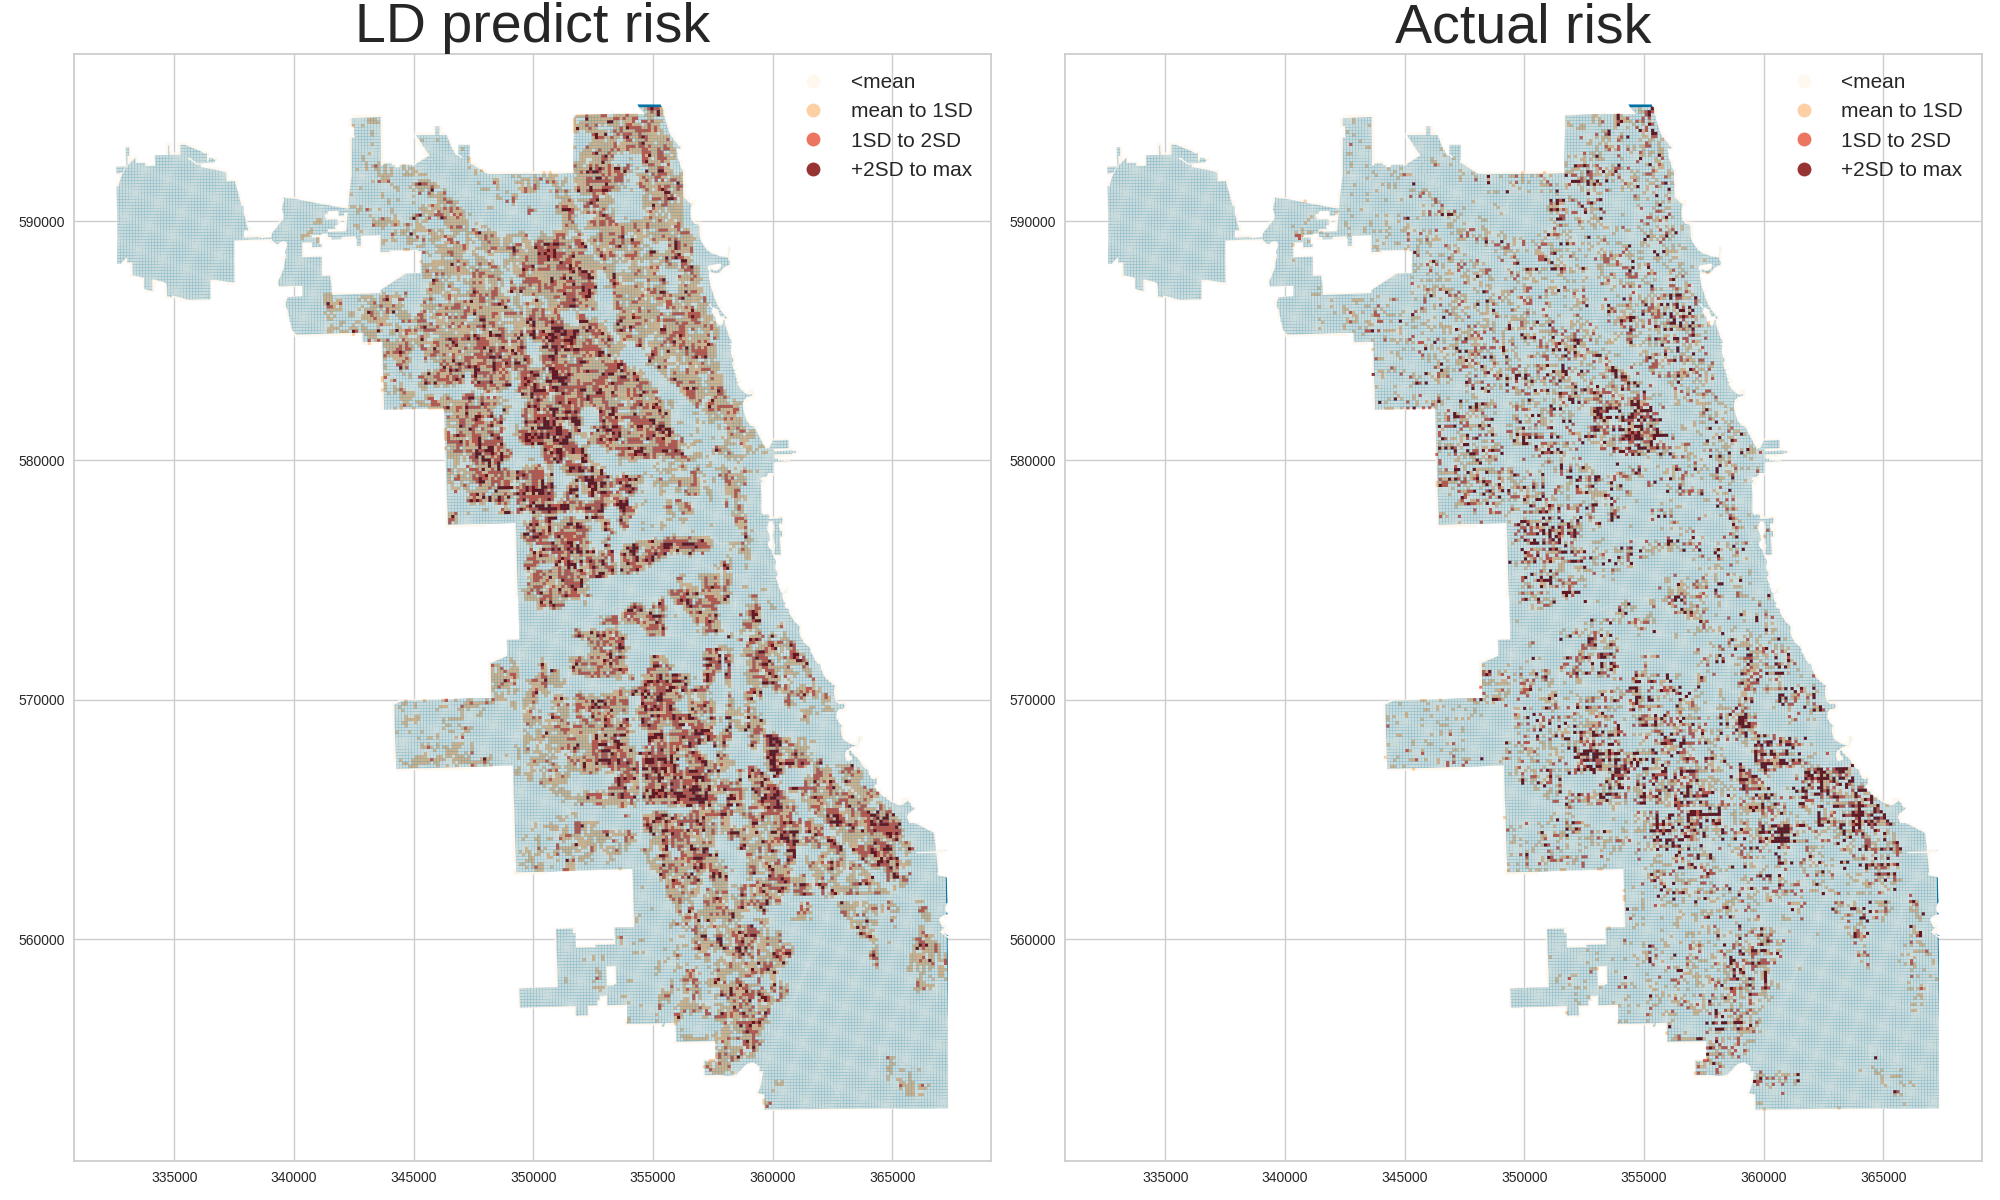 LD predict risk
<mean
mean to 1SD
1SD to 2SD
+2SD to max
590000
580000
570000
560000
335000 340000 345000 350000 355000 360000 365000
Actual risk
<mean
mean to 1SD
1SD to 2SD
+2SD to max
590000
580000
570000
560000
335000 340000 345000 350000 355000 360000 365000